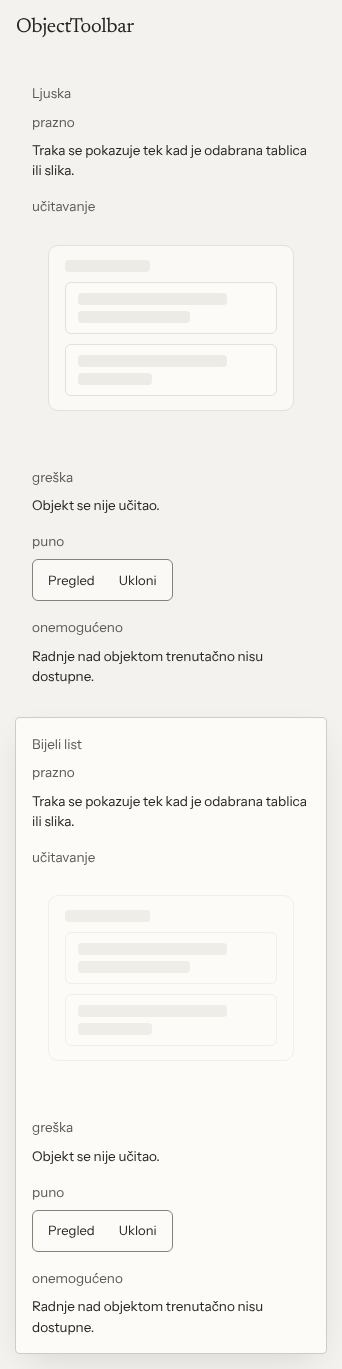 ObjectToolbar
Ljuska
prazno
Traka se pokazuje tek kad je odabrana tablica
ili slika.
učitavanje
greška
Objekt se nije učitao.
puno
Pregled Ukloni
onemogućeno
Radnje nad objektom trenutačno nisu
dostupne.
Bijeli list
prazno
Traka se pokazuje tek kad je odabrana tablica
ili slika.
učitavanje
greška
Objekt se nije učitao.
puno
Pregled Ukloni
onemogućeno
Radnje nad objektom trenutačno nisu
dostupne.